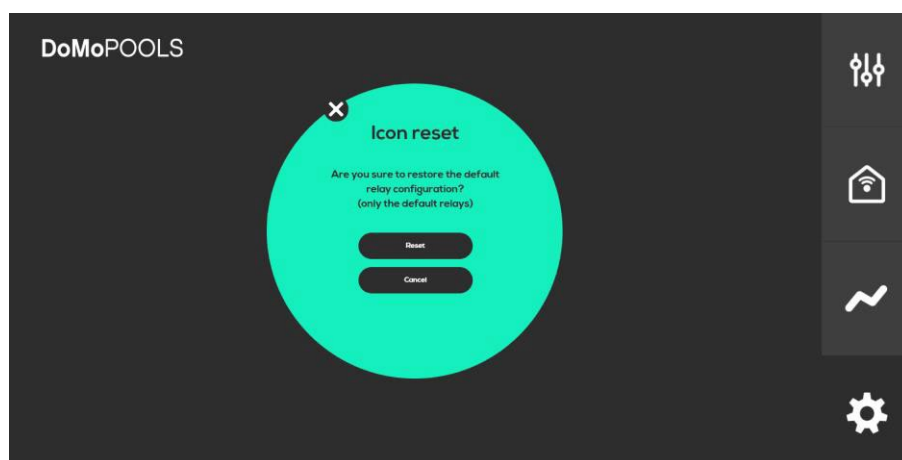 DoMoPOOLS
Icon reset
Are you sure to restore the default
relay configuration?
(only the default relays)
Reset
Cancel